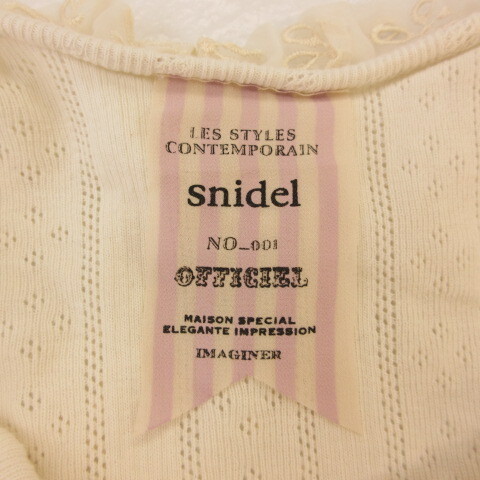 LES STYLES
CONTEMPORAIN
snidel
NO_001
OFFICIEL
MAISON SPECIAL
ELEGANTE IMPRESSION
IMAGINER